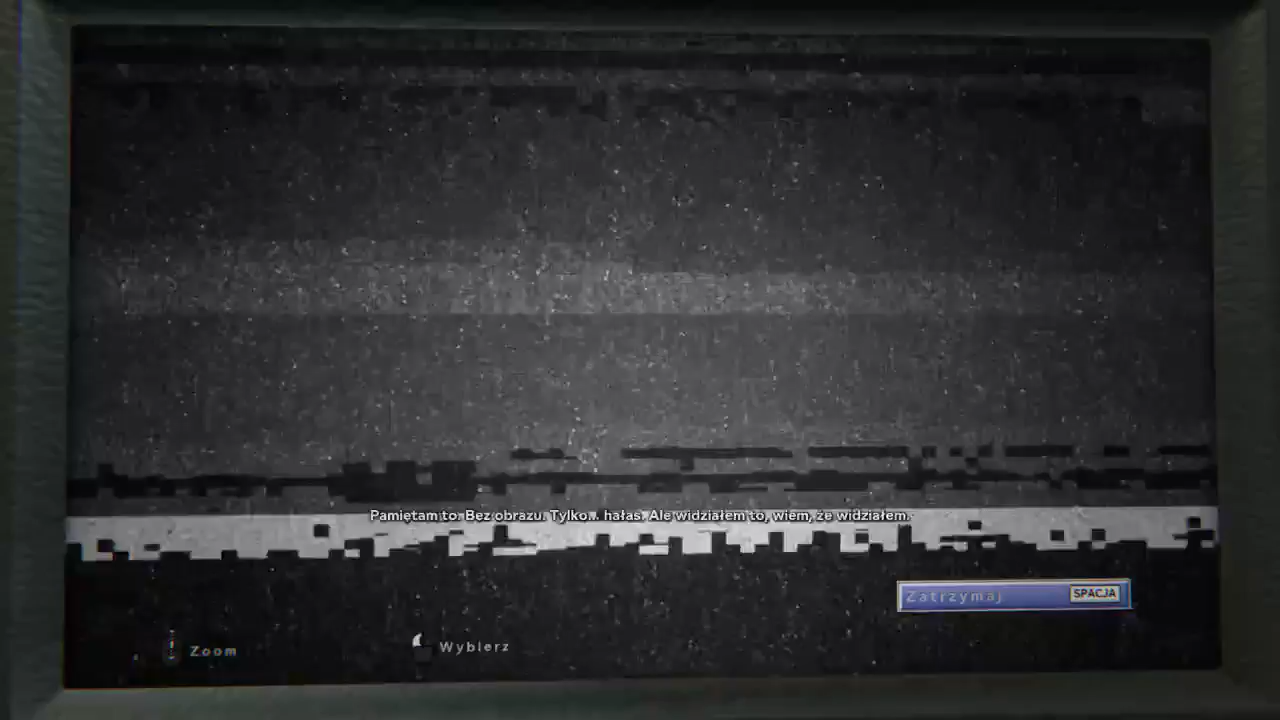 Pamiętam to. Bez obrazu. Tylko... hałas. Ale widziałem to, wiem, że widziałem.
Zatrzymaj SPACJA
Zoom
Wybierz